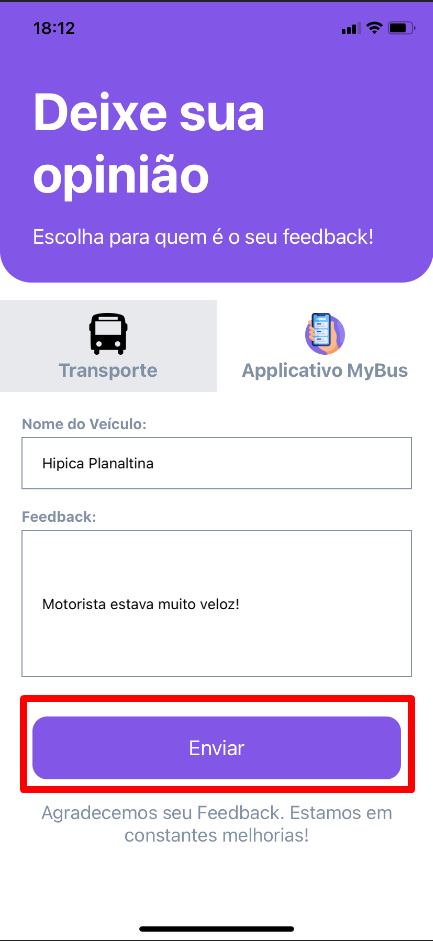 18:12
Deixe sua
opinião
Escolha para quem é o seu feedback!
Transporte
Applicativo MyBus
Nome do Veículo:
Hipica Planaltina
Feedback:
Motorista estava muito veloz!
Enviar
Agradecemos seu Feedback. Estamos em
constantes melhorias!